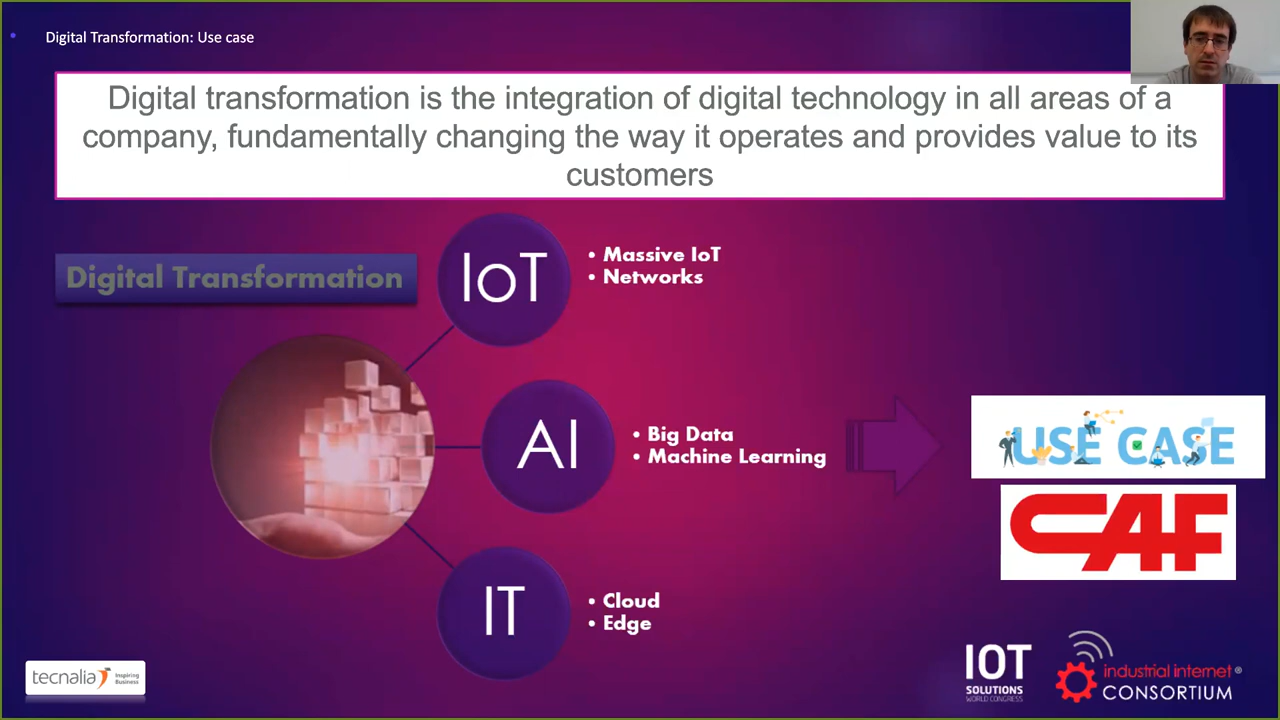 Digital Transformation: Use case
Digital transformation is the integration of digital technology in all areas of a
company, fundamentally changing the way it operates and provides value to its
customers
Digital Transformation
IoT
• Massive IoT
• Networks
AI
• Big Data
• Machine Learning
USE CASE
CAF
IT
• Cloud
• Edge
tecnalia Inspiring
Business
IOT
SOLUTIONS
WORLD CONGRESS
industrial internet®
CONSORTIUM